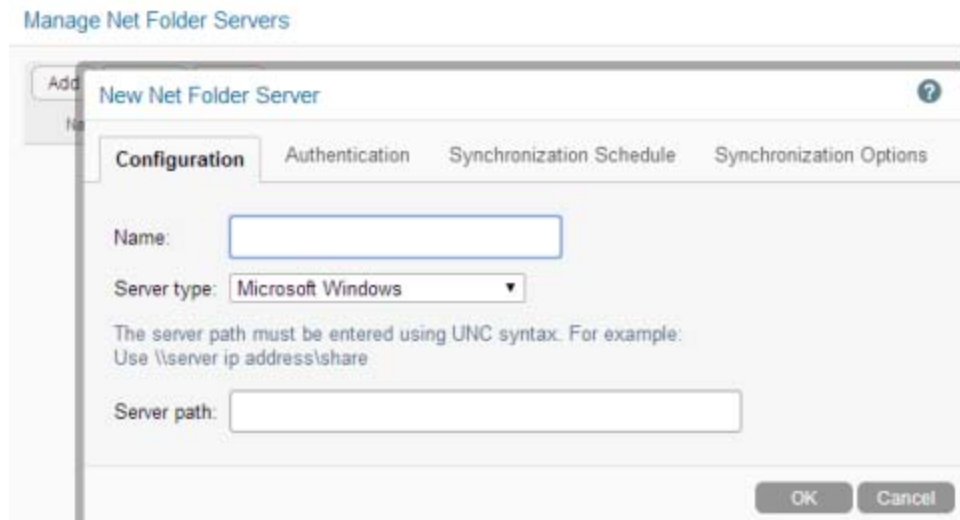 Manage Net Folder Servers
Add
New Net Folder Server
?
Configuration Authentication Synchronization Schedule Synchronization Options
Name:
Server type: Microsoft Windows
The server path must be entered using UNC syntax. For example:
Use \\server ip address\share
Server path:
OK Cancel